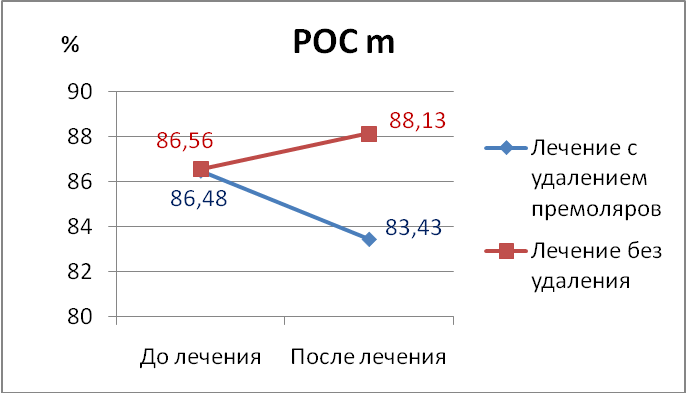 РОС m
%
90
88
86
84
82
80
86,56
88,13
86,48
83,43
До лечения
После лечения
Лечение с
удалением
премоляров
Лечение без
удаления